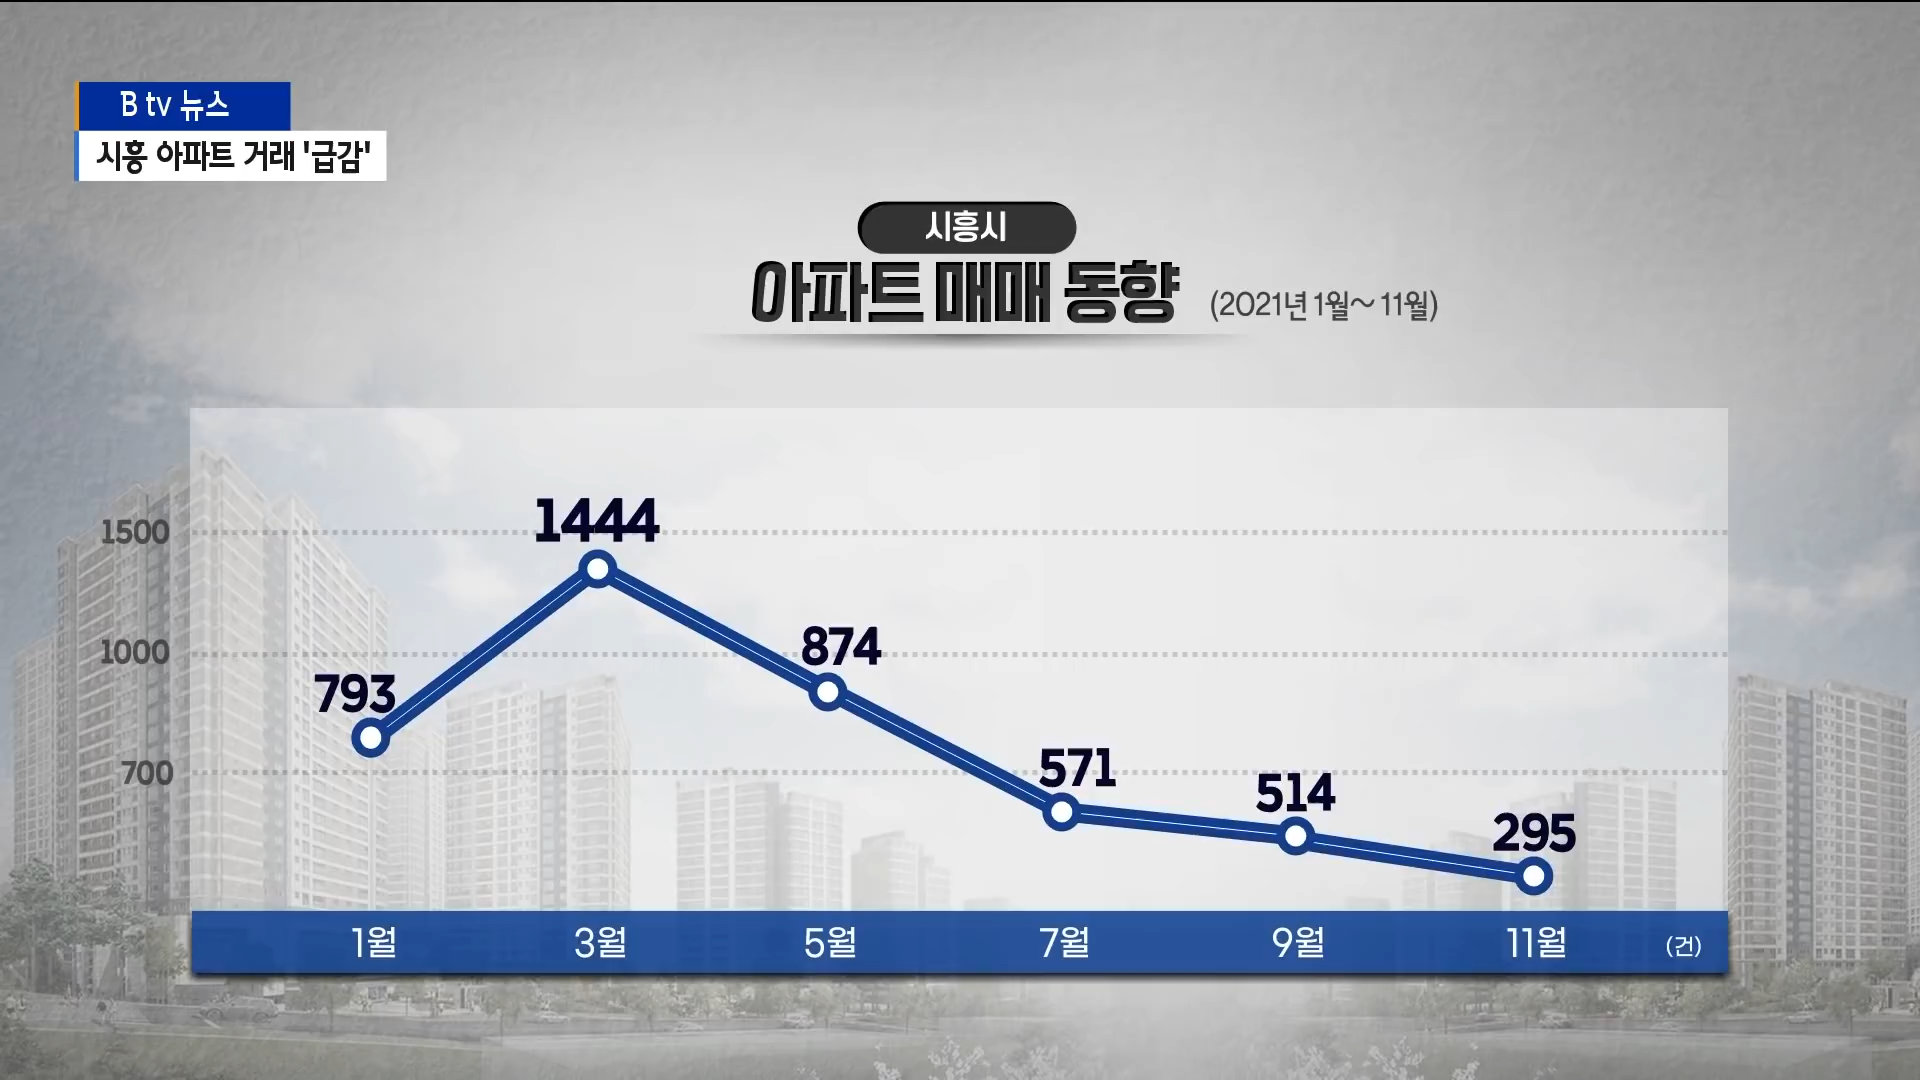 B tv 뉴스
시흥 아파트 거래 '급감'
시흥시
아파트 매매 동향 (2021년 1월~11월)
1500
1000
700
793
1444
874
571
514
295
1월 3월 5월 7월 9월 11월 (건)